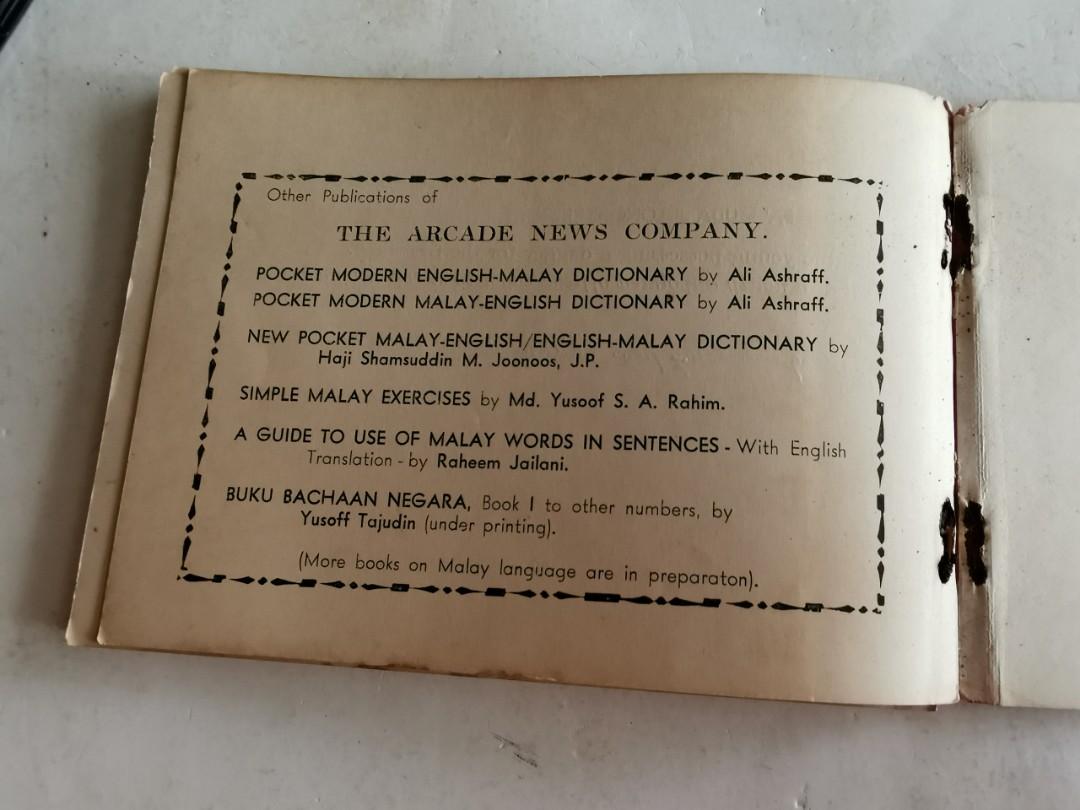 Other Publications of
THE ARCADE NEWS COMPANY.
POCKET MODERN ENGLISH-MALAY DICTIONARY by Ali Ashraff.
POCKET MODERN MALAY-ENGLISH DICTIONARY by Ali Ashraff.
NEW POCKET MALAY-ENGLISH/ENGLISH-MALAY DICTIONARY by
Haji Shamsuddin M. Joonoos, J.P.
SIMPLE MALAY EXERCISES by Md. Yusoof S. A. Rahim.
A GUIDE TO USE OF MALAY WORDS IN SENTENCES - With English
Translation - by Raheem Jailani.
BUKU BACHAAN NEGARA, Book 1 to other numbers, by
Yusoff Tajudin (under printing).
(More books on Malay language are in preparaton).